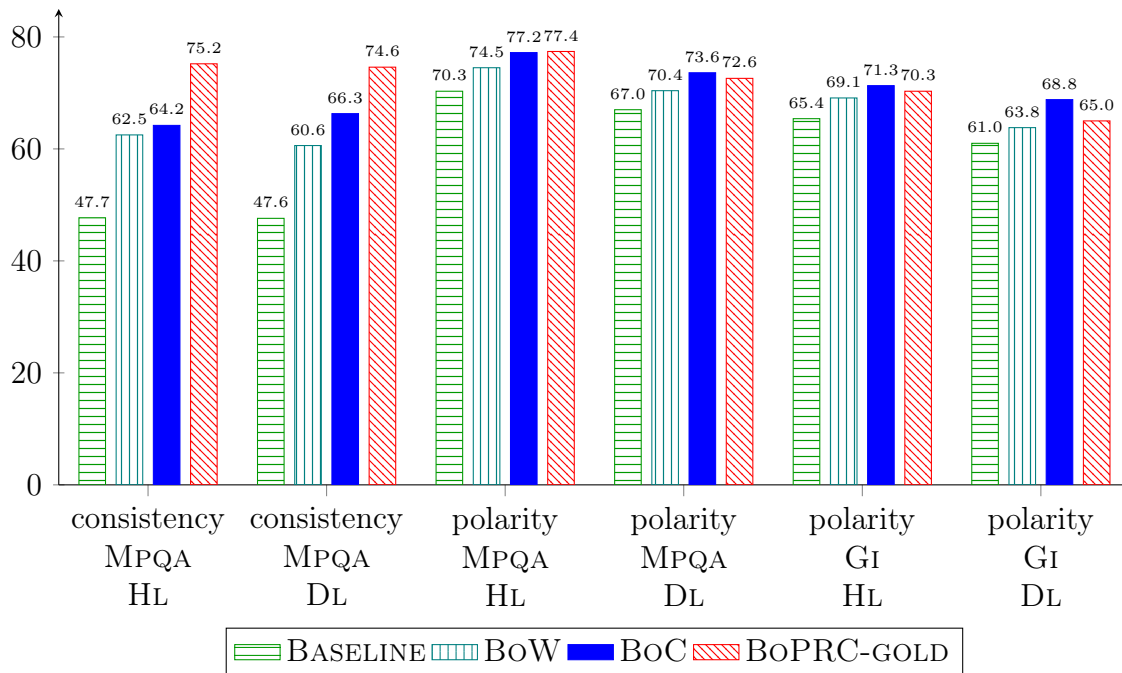 80
60
40
20
0
47.7 62.5 64.2 75.2
47.6 60.6 66.3 74.6
70.3 74.5 77.2 77.4
67.0 70.4 73.6 72.6
65.4 69.1 71.3 70.3
61.0 63.8 68.8 65.0
consistency consistency polarity polarity polarity polarity
MPQA MPQA MPQA MPQA GI GI
HL DL HL DL HL DL
BASELINE BOW BOC BOPRC-GOLD